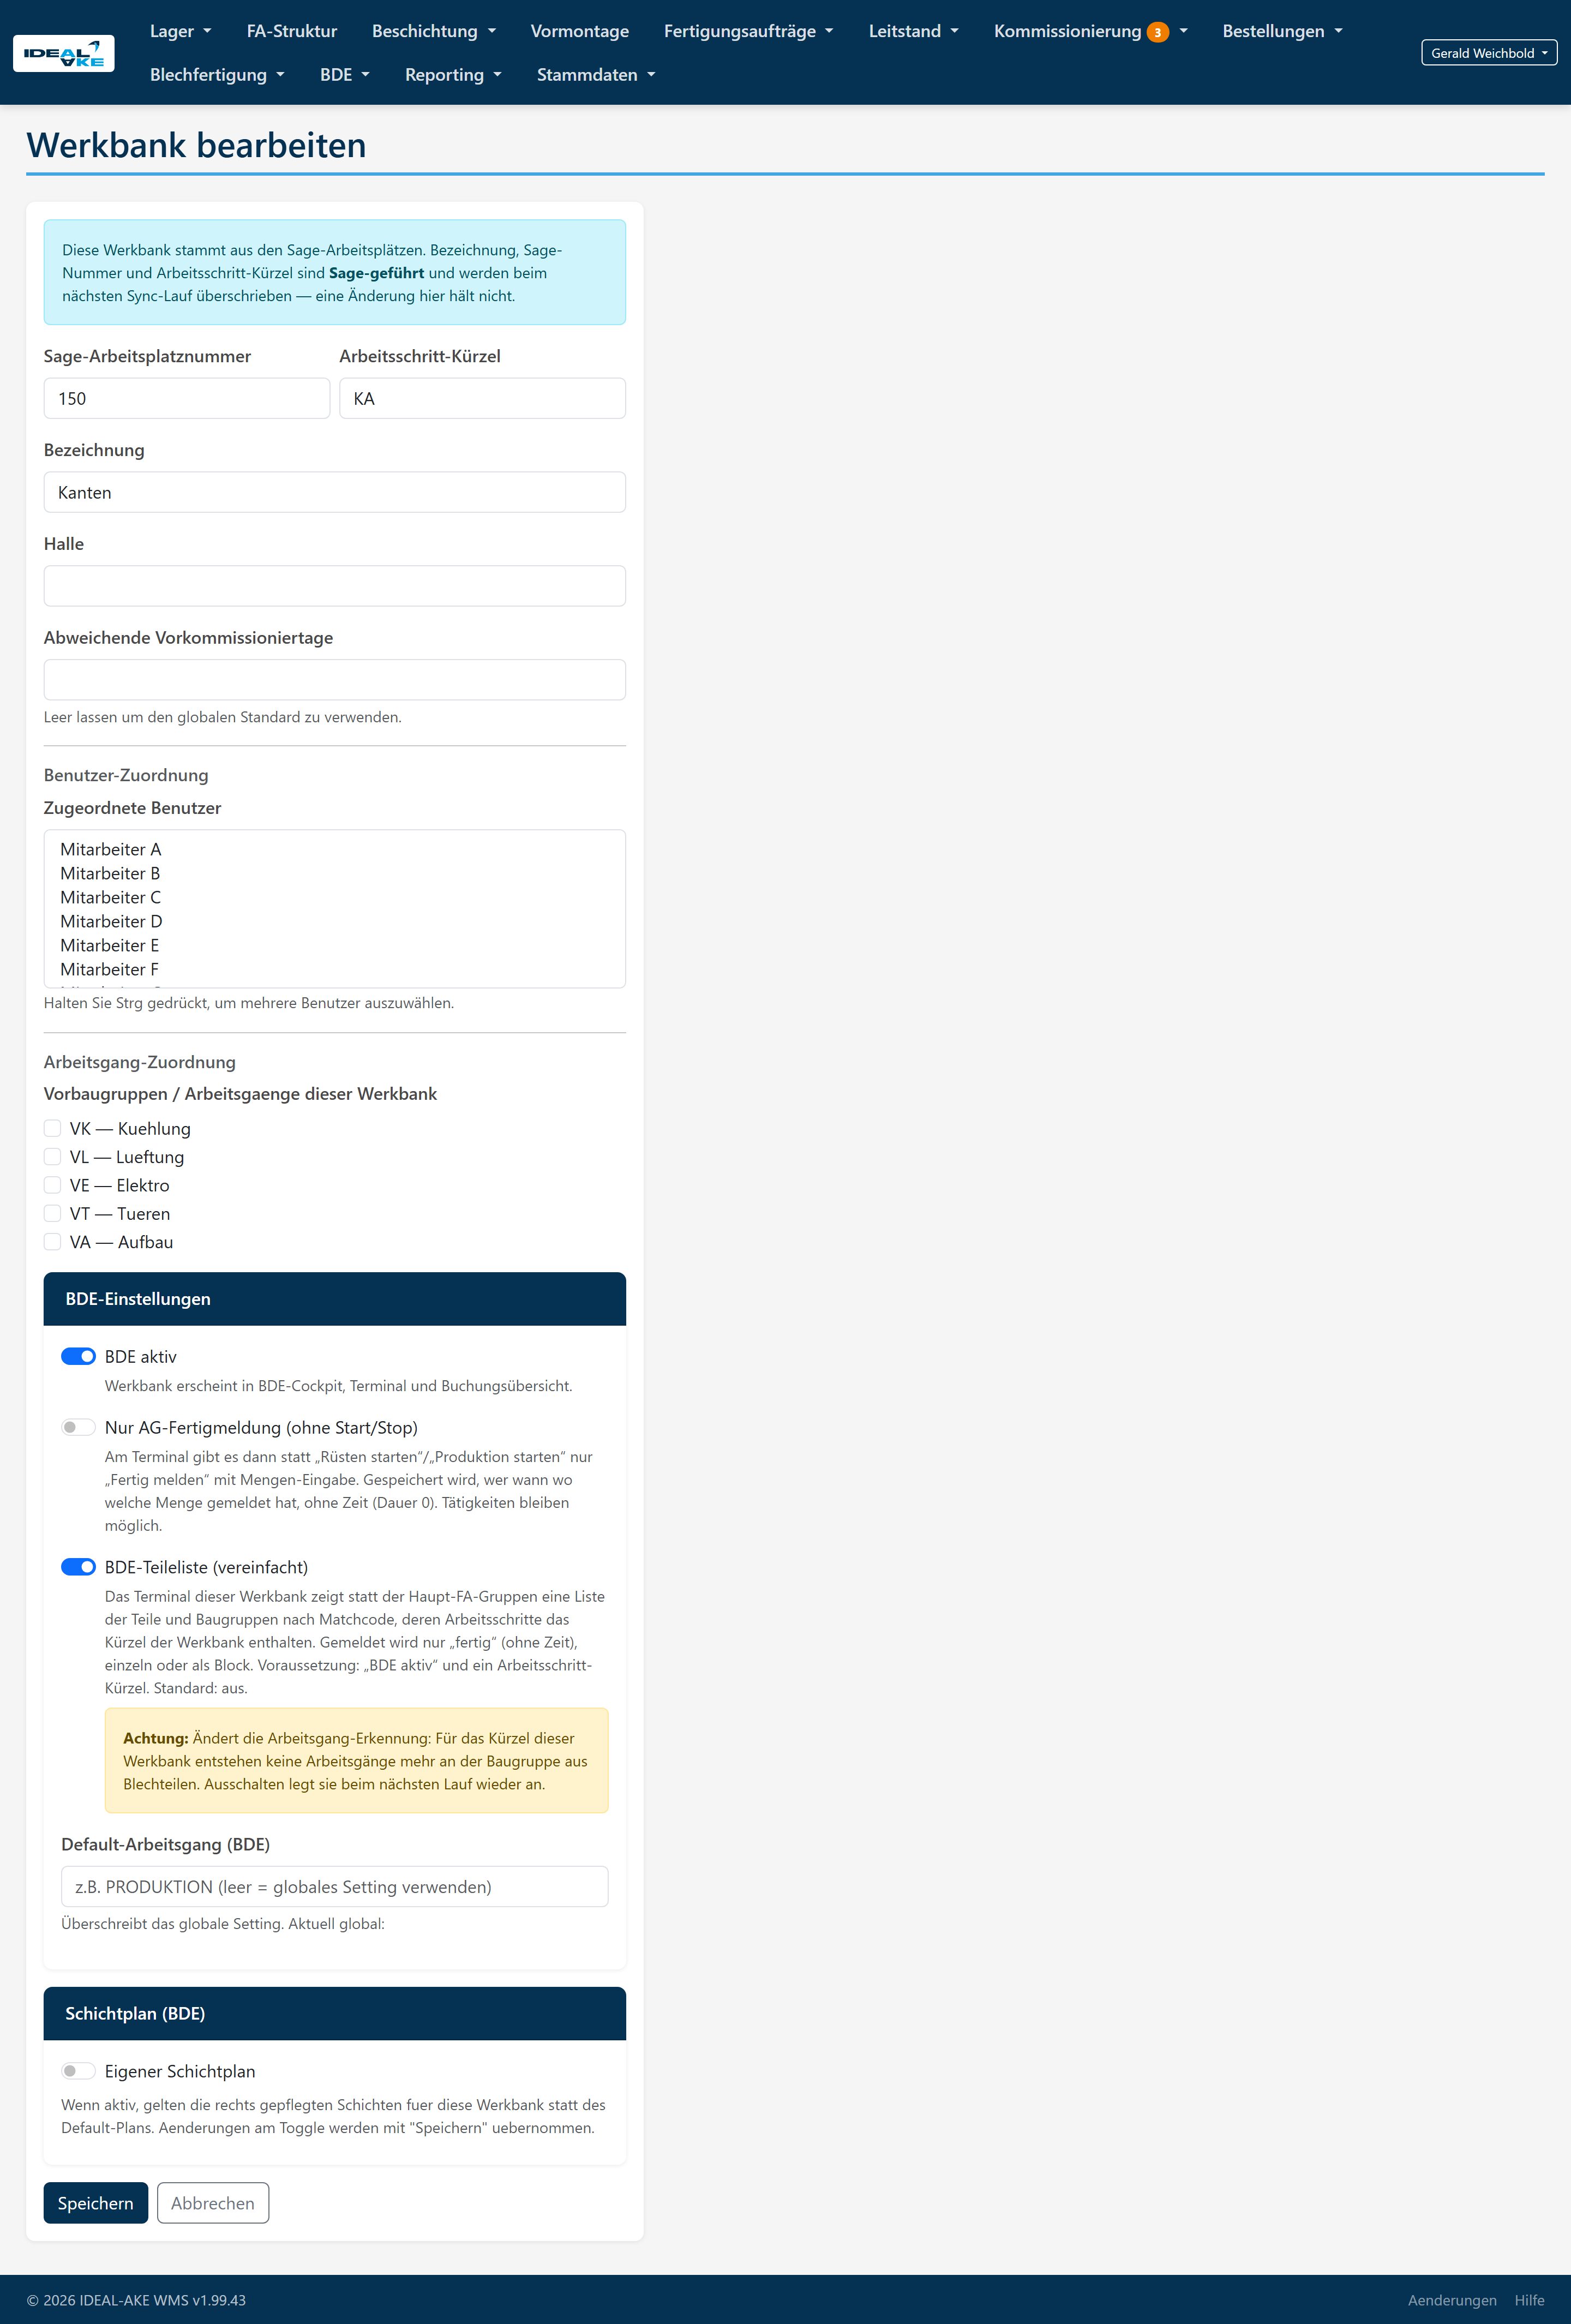 IDEAL AKE
Lager
FA-Struktur
Beschichtung
Vormontage
Fertigungsaufträge
Leitstand
Kommissionierung 3
Bestellungen
Blechfertigung
BDE
Reporting
Stammdaten
Gerald Weichbold
Werkbank bearbeiten
Diese Werkbank stammt aus den Sage-Arbeitsplätzen. Bezeichnung, Sage-
Nummer und Arbeitsschritt-Kürzel sind Sage-geführt und werden beim
nächsten Sync-Lauf überschrieben — eine Änderung hier hält nicht.
Sage-Arbeitsplatznummer
Arbeitsschritt-Kürzel
150
KA
Bezeichnung
Kanten
Halle
Abweichende Vorkommissioniertage
Leer lassen um den globalen Standard zu verwenden.
Benutzer-Zuordnung
Zugeordnete Benutzer
Mitarbeiter A
Mitarbeiter B
Mitarbeiter C
Mitarbeiter D
Mitarbeiter E
Mitarbeiter F
Halten Sie Strg gedrückt, um mehrere Benutzer auszuwählen.
Arbeitsgang-Zuordnung
Vorbaugruppen / Arbeitsgaenge dieser Werkbank
VK — Kuehlung
VL — Lueftung
VE — Elektro
VT — Tueren
VA — Aufbau
BDE-Einstellungen
BDE aktiv
Werkbank erscheint in BDE-Cockpit, Terminal und Buchungsübersicht.
Nur AG-Fertigmeldung (ohne Start/Stop)
Am Terminal gibt es dann statt „Rüsten starten“/„Produktion starten“ nur
„Fertig melden“ mit Mengen-Eingabe. Gespeichert wird, wer wann wo
welche Menge gemeldet hat, ohne Zeit (Dauer 0). Tätigkeiten bleiben
möglich.
BDE-Teileliste (vereinfacht)
Das Terminal dieser Werkbank zeigt statt der Haupt-FA-Gruppen eine Liste
der Teile und Baugruppen nach Matchcode, deren Arbeitsschritte das
Kürzel der Werkbank enthalten. Gemeldet wird nur „fertig“ (ohne Zeit),
einzeln oder als Block. Voraussetzung: „BDE aktiv“ und ein Arbeitsschritt-
Kürzel. Standard: aus.
Achtung: Ändert die Arbeitsgang-Erkennung: Für das Kürzel dieser
Werkbank entstehen keine Arbeitsgänge mehr an der Baugruppe aus
Blechteilen. Ausschalten legt sie beim nächsten Lauf wieder an.
Default-Arbeitsgang (BDE)
z.B. PRODUKTION (leer = globales Setting verwenden)
Überschreibt das globale Setting. Aktuell global:
Schichtplan (BDE)
Eigener Schichtplan
Wenn aktiv, gelten die rechts gepflegten Schichten fuer diese Werkbank statt des
Default-Plans. Aenderungen am Toggle werden mit "Speichern" uebernommen.
Speichern
Abbrechen
© 2026 IDEAL-AKE WMS v1.99.43
Aenderungen
Hilfe